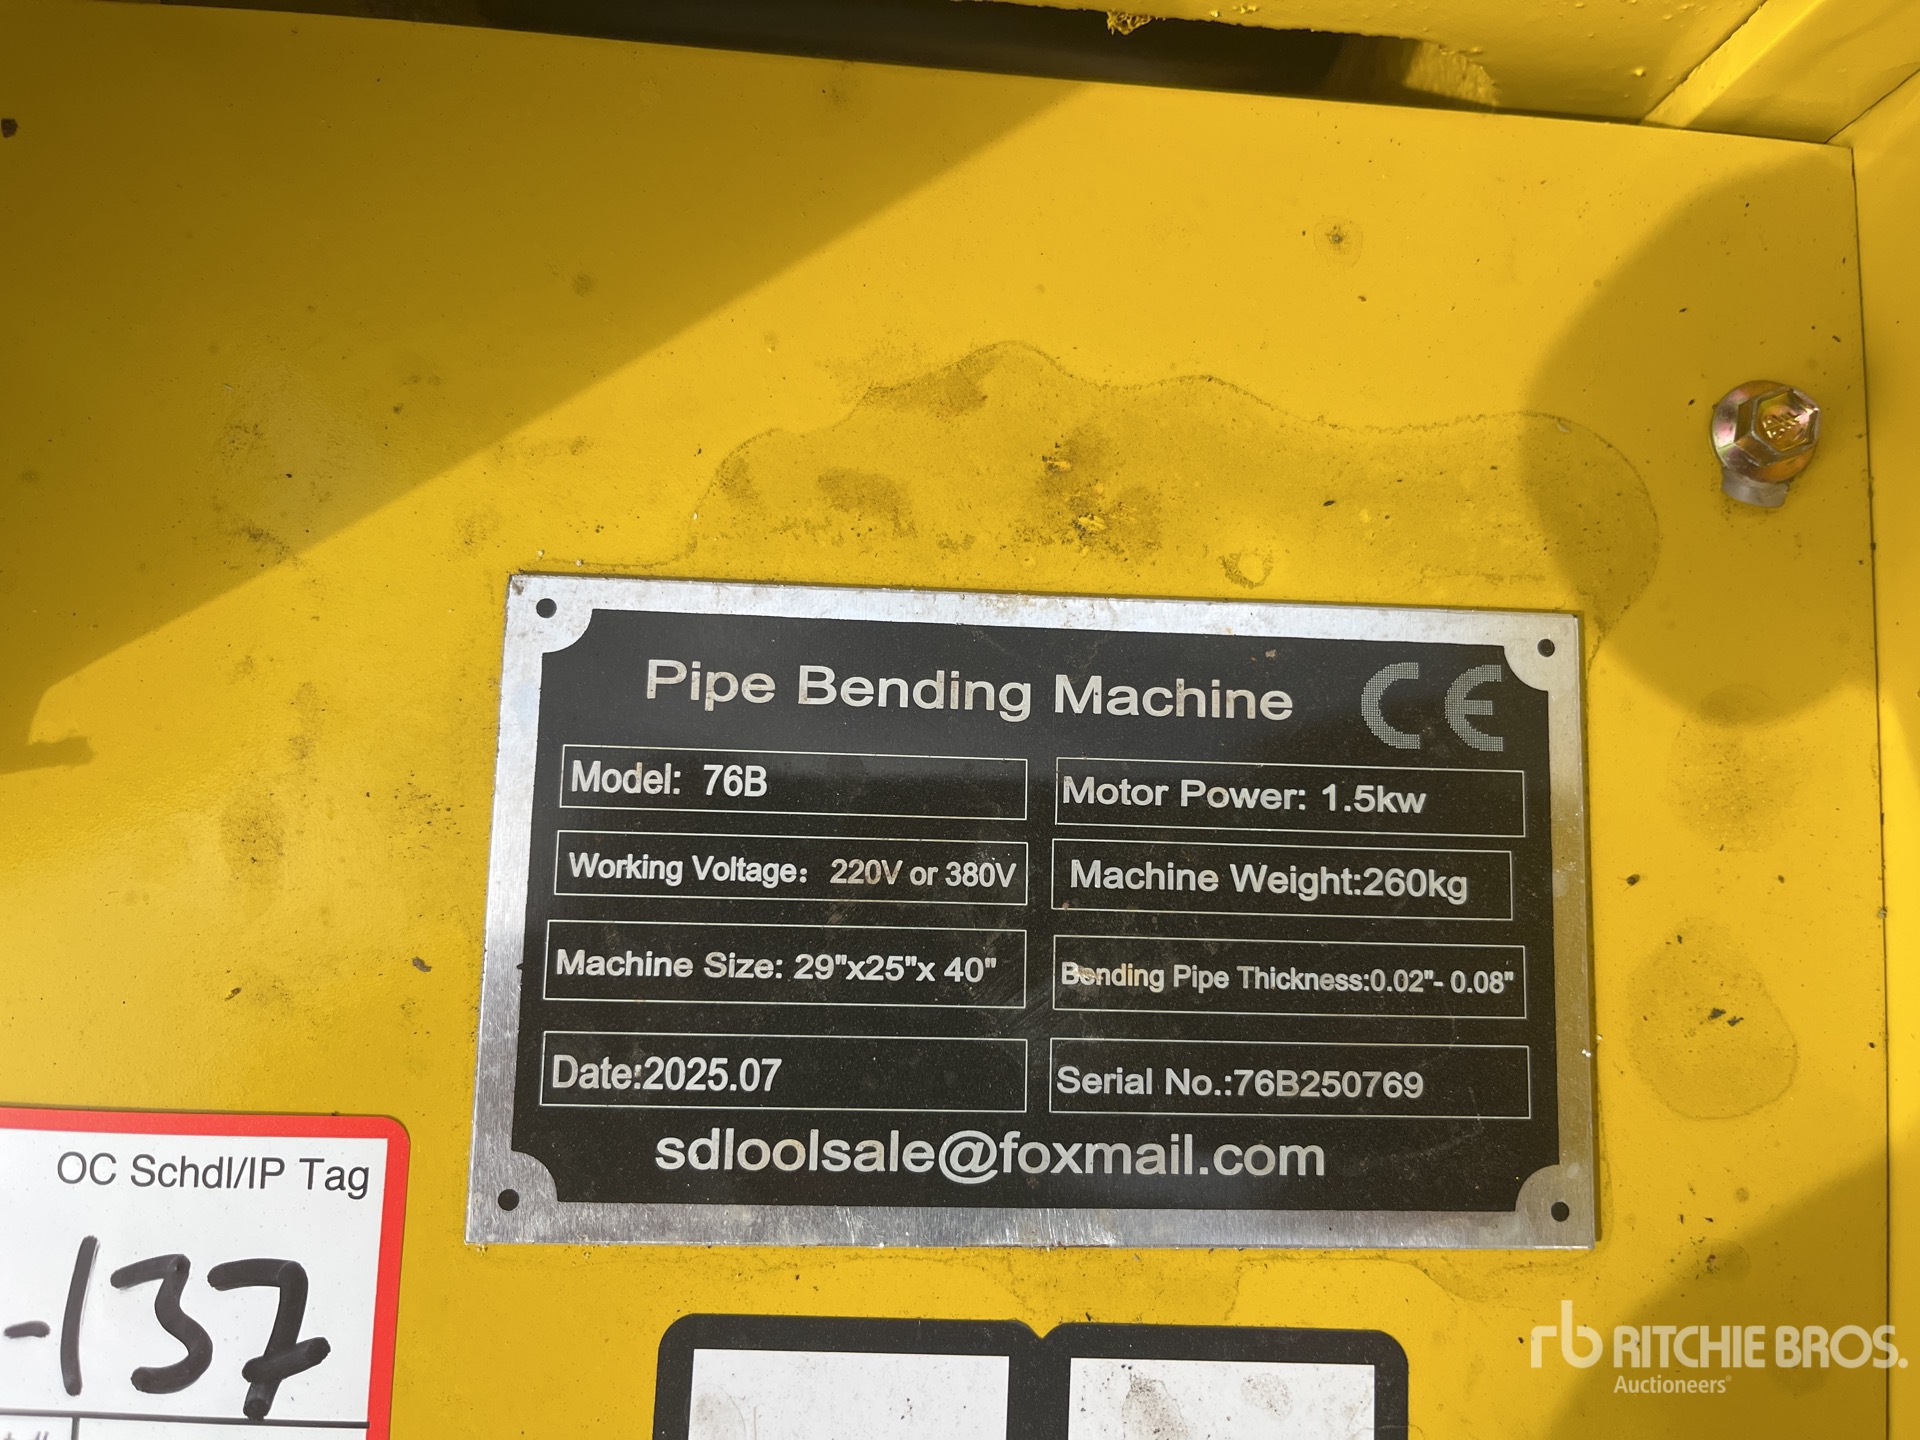 Pipe Bending Machine CE
Model: 76B
Motor Power: 1.5kw
Working Voltage: 220V or 380V
Machine Weight:260kg
Machine Size: 29"x25"x 40"
Bending Pipe Thickness:0.02"- 0.08"
Date:2025.07
Serial No.:76B250769
sdloolsale@foxmail.com
OC Schdl/IP Tag
-137
rb RITCHIE BROS.
Auctioneers